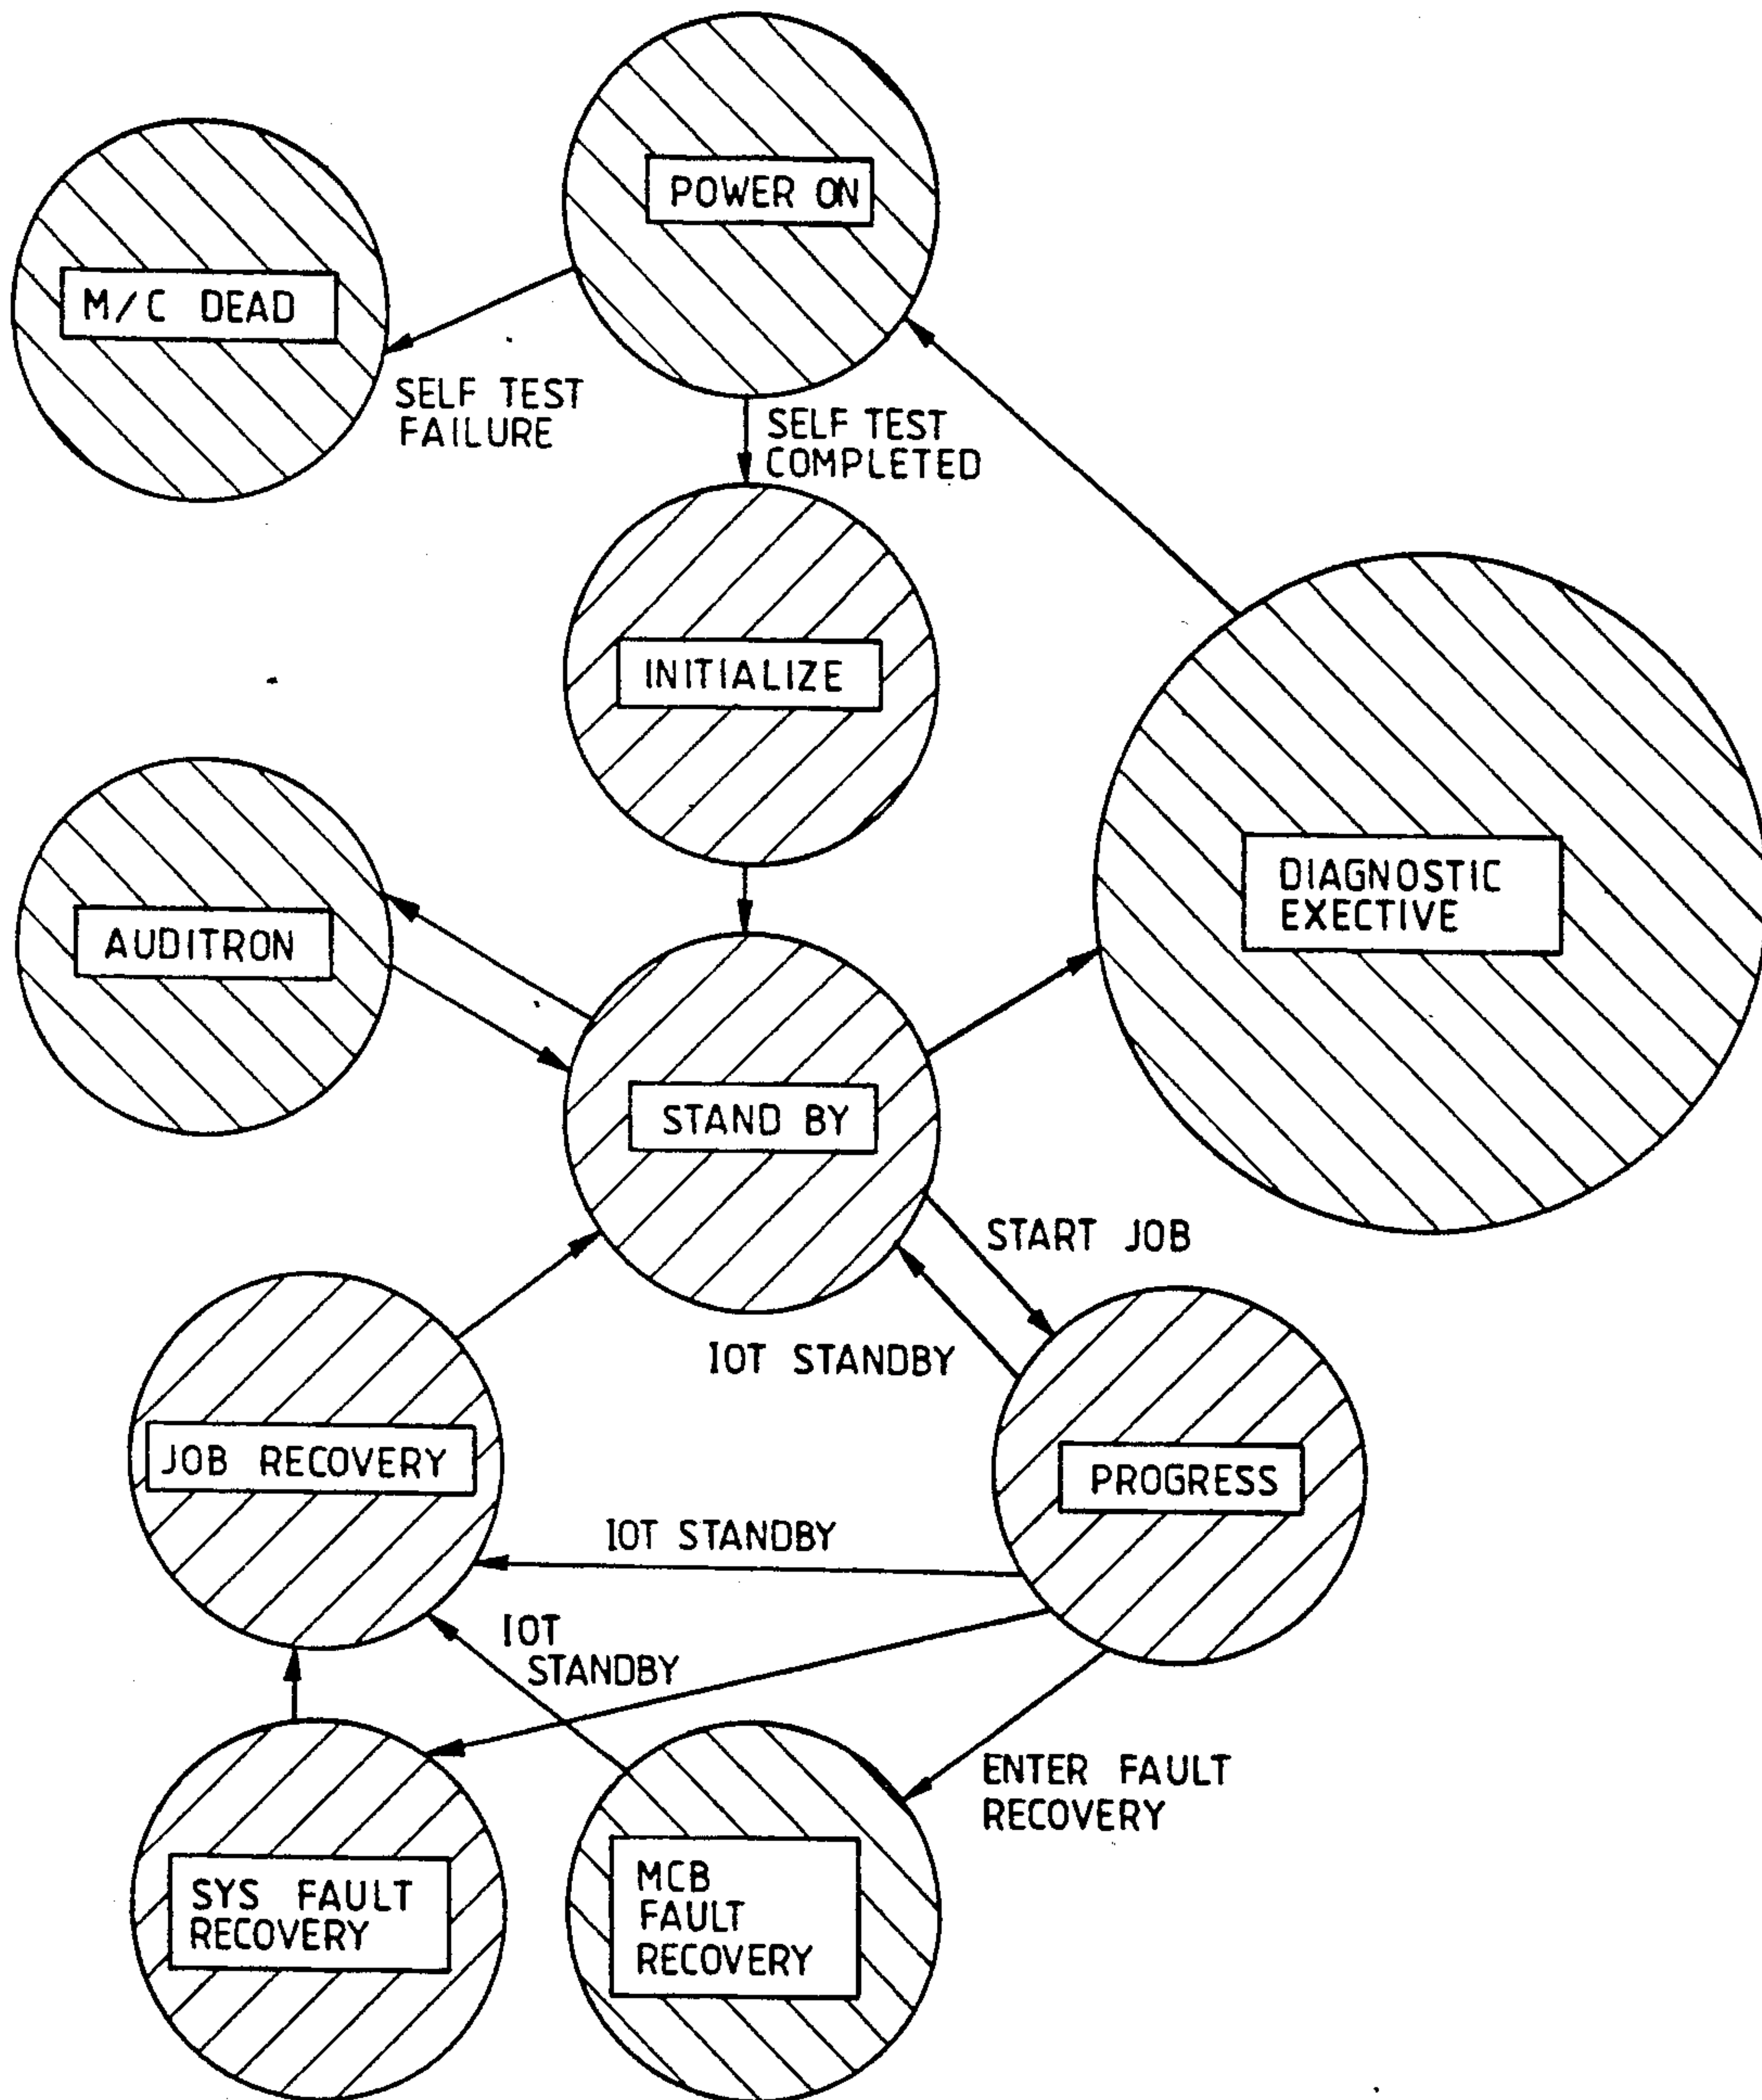 POWER ON
M/C DEAD
SELF TEST
FAILURE
SELF TEST
COMPLETED
INITIALIZE
DIAGNOSTIC
EXECTIVE
AUDITRON
STAND BY
START JOB
IOT STANDBY
JOB RECOVERY
PROGRESS
IOT STANDBY
IOT
STANDBY
ENTER FAULT
RECOVERY
SYS FAULT
RECOVERY
MCB
FAULT
RECOVERY